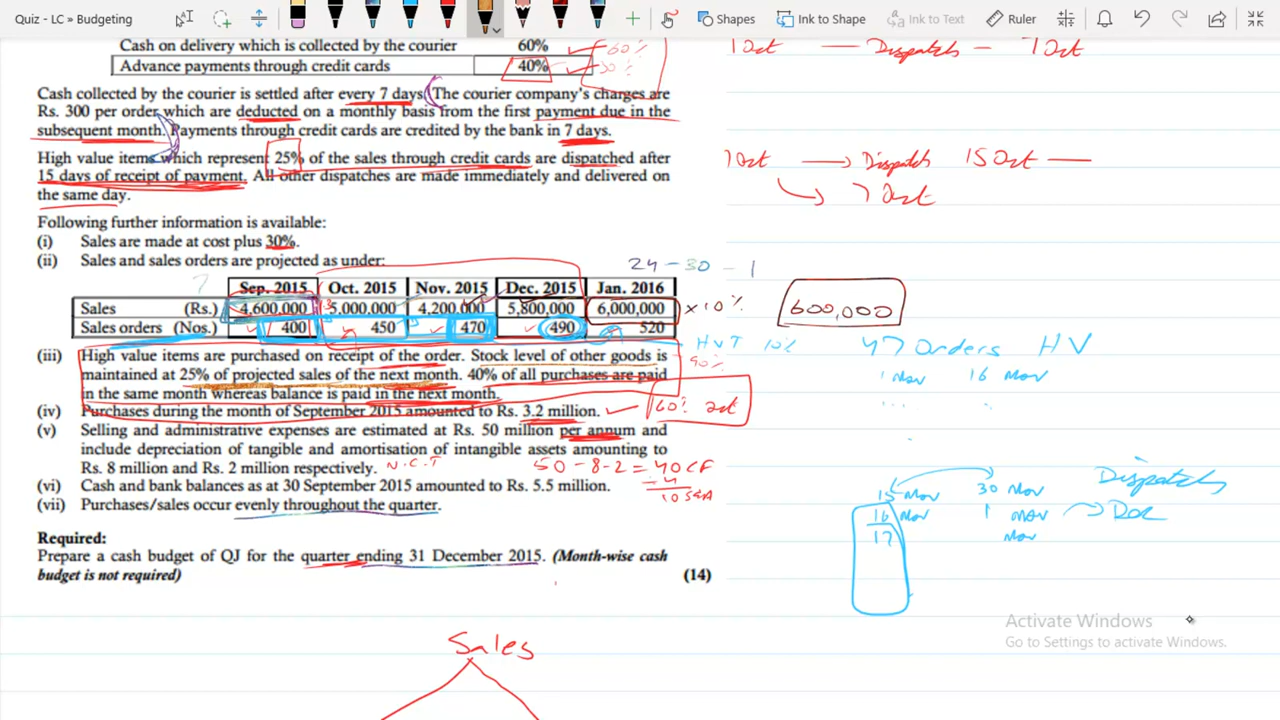 Quiz - LC » Budgeting
Shapes
Ink to Shape
Ink to Text
Ruler
Cash on delivery which is collected by the courier 60% 60%
Advance payments through credit cards 40% 30%
1 Oct — Dispatch — 7 Oct
Cash collected by the courier is settled after every 7 days. The courier company's charges are
Rs. 300 per order which are deducted on a monthly basis from the first payment due in the
subsequent month. Payments through credit cards are credited by the bank in 7 days.
High value items which represent 25% of the sales through credit cards are dispatched after
15 days of receipt of payment. All other dispatches are made immediately and delivered on
the same day.
1 Oct → Dispatch 15 Oct —
7 Oct
Following further information is available:
(i) Sales are made at cost plus 30%.
(ii) Sales and sales orders are projected as under:
24 - 30 - 1
Sep. 2015 Oct. 2015 Nov. 2015 Dec. 2015 Jan. 2016
Sales (Rs.) 4,600,000 5,000,000 4,200,000 5,800,000 6,000,000 × 10% 600,000
Sales orders (Nos.) 400 450 470 490 520
HVI 10% 47 Orders HV
90%
1 Nov 16 Nov
(iii) High value items are purchased on receipt of the order. Stock level of other goods is
maintained at 25% of projected sales of the next month. 40% of all purchases are paid
in the same month whereas balance is paid in the next month.
(iv) Purchases during the month of September 2015 amounted to Rs. 3.2 million. 60% oct
(v) Selling and administrative expenses are estimated at Rs. 50 million per annum and
include depreciation of tangible and amortisation of intangible assets amounting to
Rs. 8 million and Rs. 2 million respectively. N.C.I 50 - 8 - 2 = 40 CF
÷ 4
10 S&A
(vi) Cash and bank balances as at 30 September 2015 amounted to Rs. 5.5 million.
(vii) Purchases/sales occur evenly throughout the quarter.
Dispatch
15 Nov 30 Nov
16 Nov 1 Nov → Dec
17 Nov
Required:
Prepare a cash budget of QJ for the quarter ending 31 December 2015. (Month-wise cash
budget is not required) (14)
Activate Windows
Go to Settings to activate Windows.
Sales